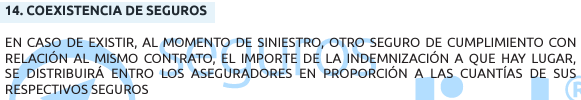 14. COEXISTENCIA DE SEGUROS
EN CASO DE EXISTIR, AL MOMENTO DE SINIESTRO, OTRO SEGURO DE CUMPLIMIENTO CON
RELACIÓN AL MISMO CONTRATO, EL IMPORTE DE LA INDEMNIZACIÓN A QUE HAY LUGAR,
SE DISTRIBUIRÁ ENTRO LOS ASEGURADORES EN PROPORCIÓN A LAS CUANTÍAS DE SUS
RESPECTIVOS SEGUROS